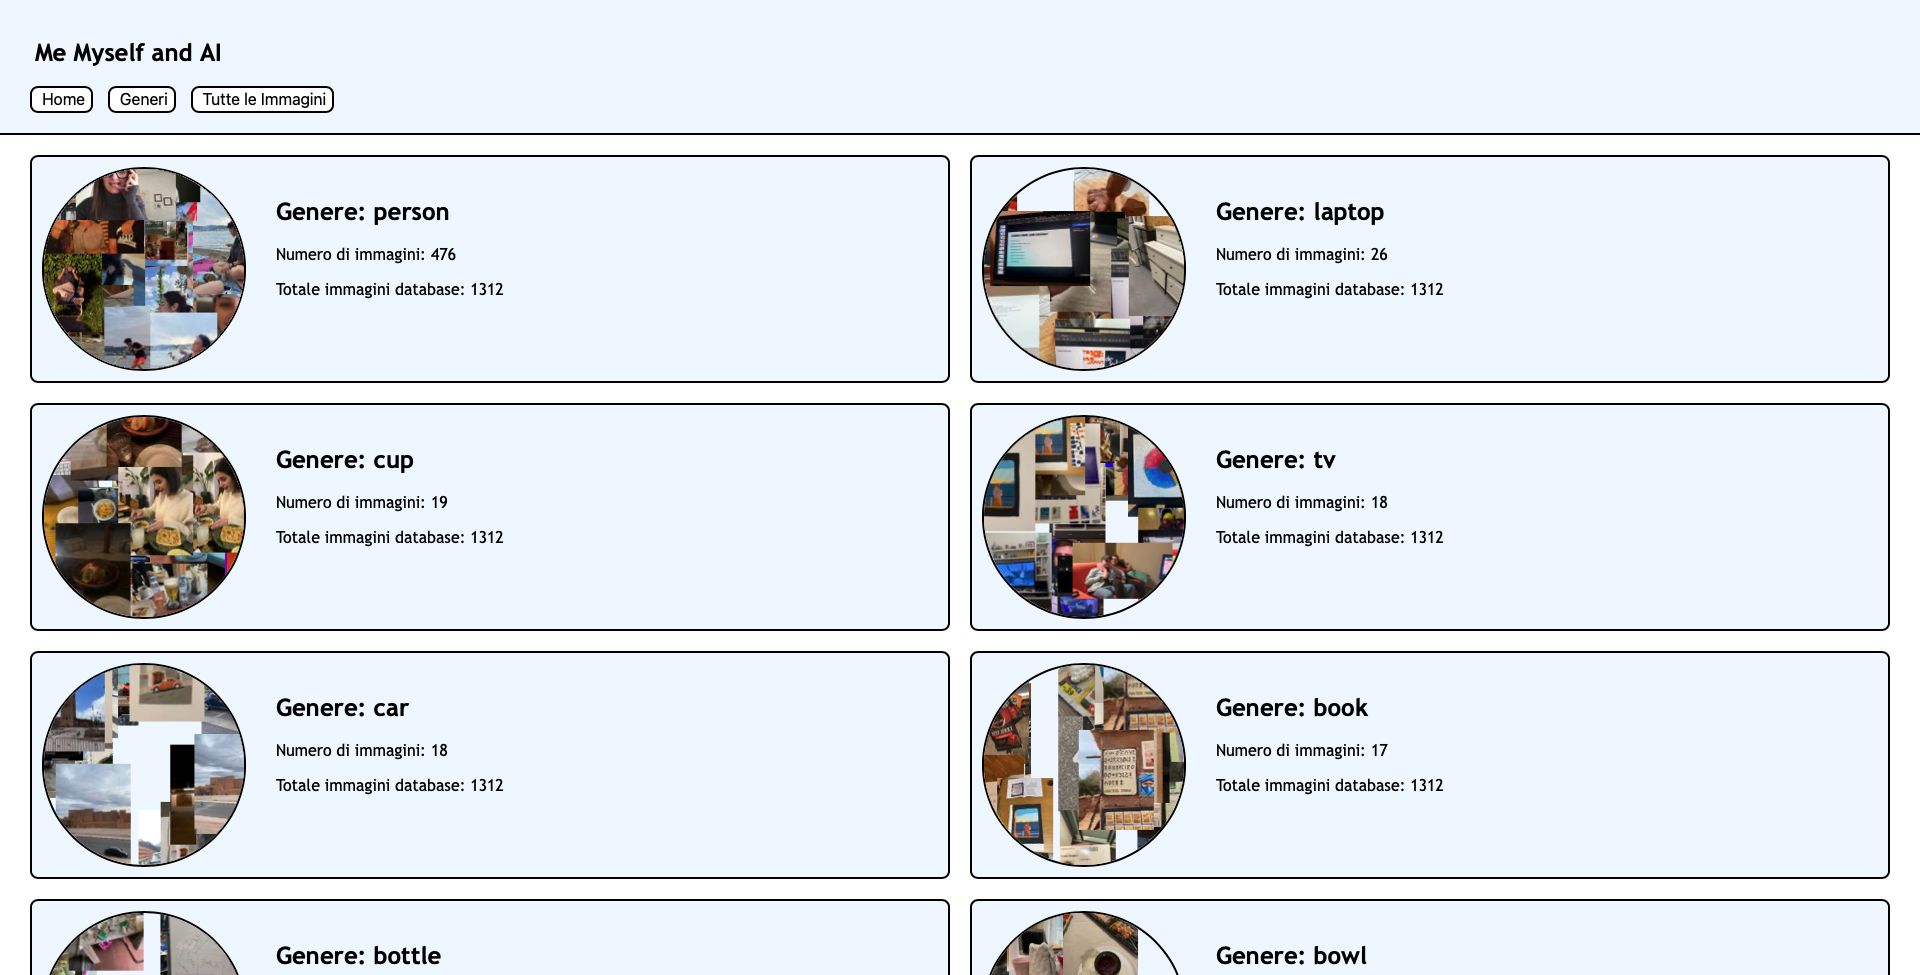 Me Myself and AI
Home
Generi
Tutte le Immagini
Genere: person
Numero di immagini: 476
Totale immagini database: 1312
Genere: laptop
Numero di immagini: 26
Totale immagini database: 1312
Genere: cup
Numero di immagini: 19
Totale immagini database: 1312
Genere: tv
Numero di immagini: 18
Totale immagini database: 1312
Genere: car
Numero di immagini: 18
Totale immagini database: 1312
Genere: book
Numero di immagini: 17
Totale immagini database: 1312
Genere: bottle
Genere: bowl